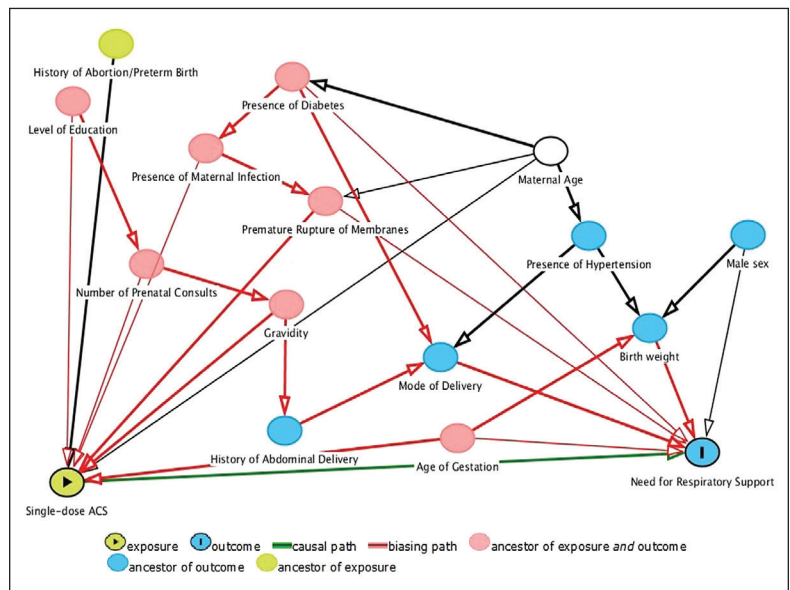 History of Abortion/Preterm Birth
Presence of Diabetes
Level of Education
Presence of Maternal Infection
Maternal Age
Premature Rupture of Membranes
Presence of Hypertension
Male sex
Number of Prenatal Consults
Gravidity
Birth weight
Mode of Delivery
History of Abdominal Delivery
Age of Gestation
Need for Respiratory Support
Single-dose ACS
exposure outcome causal path biasing path ancestor of exposure and outcome
ancestor of outcome ancestor of exposure